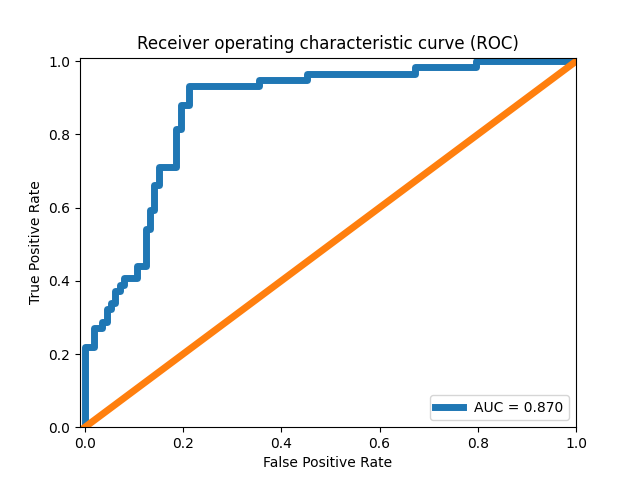 Receiver operating characteristic curve (ROC)
True Positive Rate
1.0
0.8
0.6
0.4
0.2
0.0
0.0 0.2 0.4 0.6 0.8 1.0
False Positive Rate
AUC = 0.870